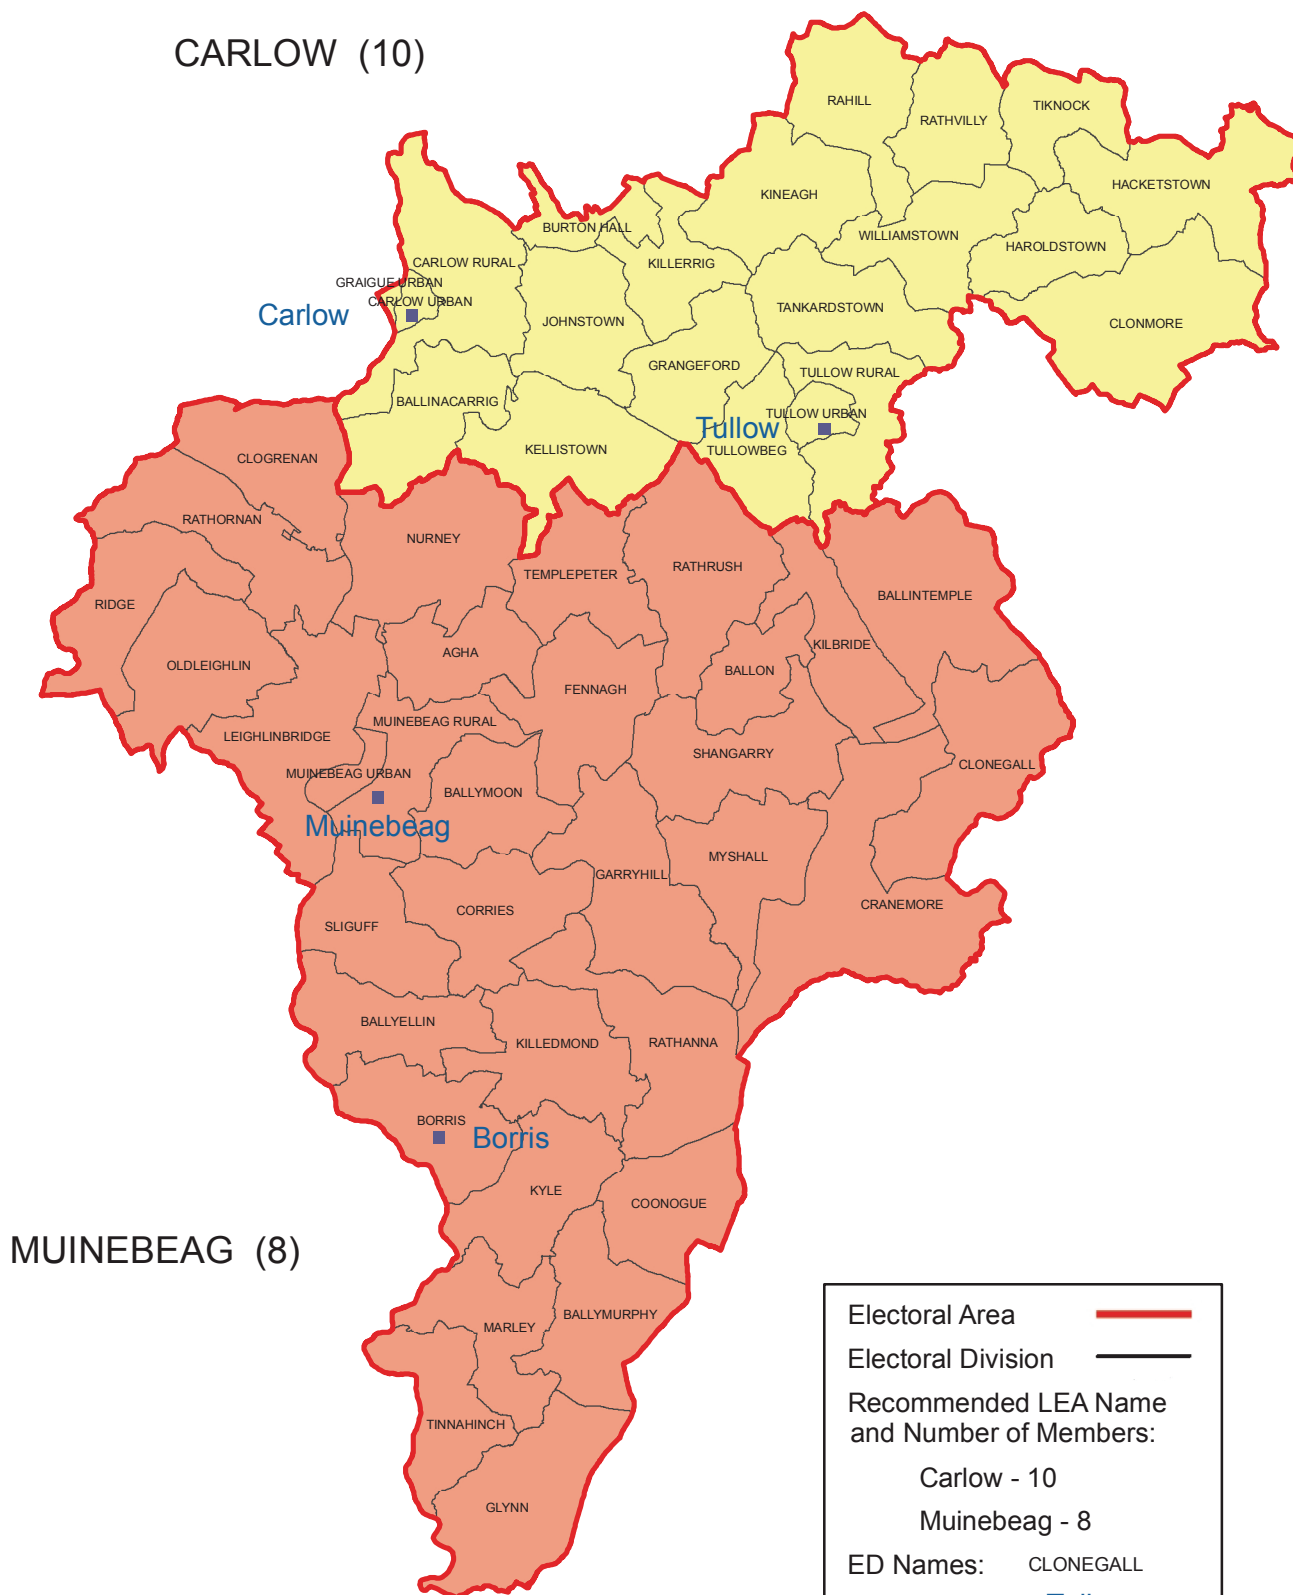 CARLOW (10)
RAHILL
RATHVILLY
TIKNOCK
HACKETSTOWN
KINEAGH
BURTON HALL
WILLIAMSTOWN
HAROLDSTOWN
CARLOW RURAL
KILLERRIG
GRAIGUE URBAN
CARLOW URBAN
Carlow
JOHNSTOWN
TANKARDSTOWN
CLONMORE
GRANGEFORD
TULLOW RURAL
BALLINACARRIG
TULLOW URBAN
Tullow
KELLISTOWN
TULLOWBEG
CLOGRENAN
RATHORNAN
NURNEY
TEMPLEPETER
RATHRUSH
BALLINTEMPLE
RIDGE
OLDLEIGHLIN
AGHA
BALLON
KILBRIDE
FENNAGH
MUINEBEAG RURAL
LEIGHLINBRIDGE
SHANGARRY
CLONEGALL
MUINEBEAG URBAN
BALLYMOON
Muinebeag
MYSHALL
GARRYHILL
CORRIES
CRANEMORE
SLIGUFF
BALLYELLIN
KILLEDMOND
RATHANNA
BORRIS
Borris
KYLE
COONOGUE
MUINEBEAG (8)
BALLYMURPHY
MARLEY
TINNAHINCH
GLYNN
Electoral Area
Electoral Division
Recommended LEA Name
and Number of Members:
Carlow - 10
Muinebeag - 8
ED Names: CLONEGALL